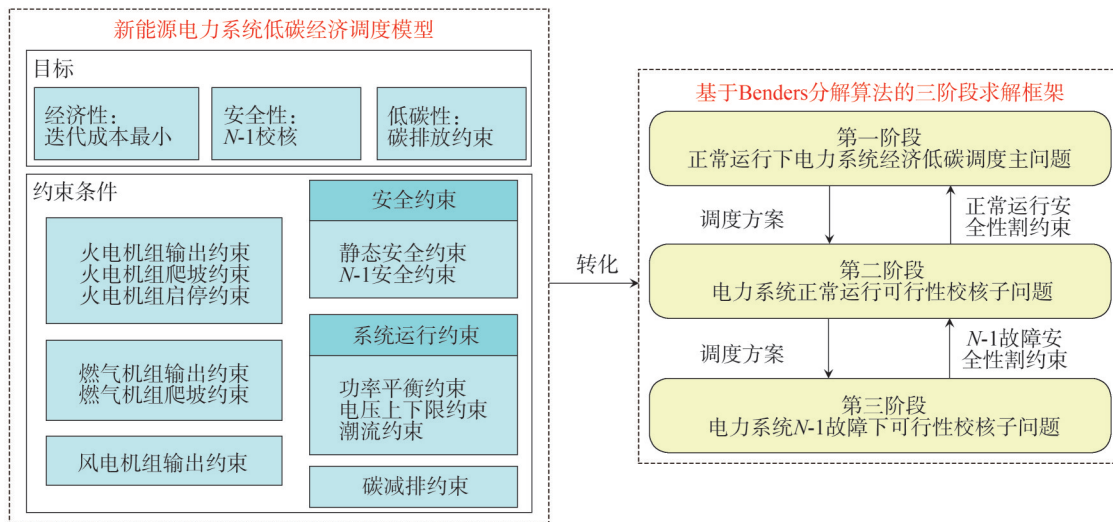 新能源电力系统低碳经济调度模型
目标
经济性：
迭代成本最小
安全性：
N-1校核
低碳性：
碳排放约束
约束条件
火电机组输出约束
火电机组爬坡约束
火电机组启停约束
燃气机组输出约束
燃气机组爬坡约束
风电机组输出约束
安全约束
静态安全约束
N-1安全约束
系统运行约束
功率平衡约束
电压上下限约束
潮流约束
碳减排约束
转化
基于Benders分解算法的三阶段求解框架
第一阶段
正常运行下电力系统经济低碳调度主问题
调度方案
正常运行安
全性割约束
第二阶段
电力系统正常运行可行性校核子问题
调度方案
N-1故障安
全性割约束
第三阶段
电力系统N-1故障下可行性校核子问题